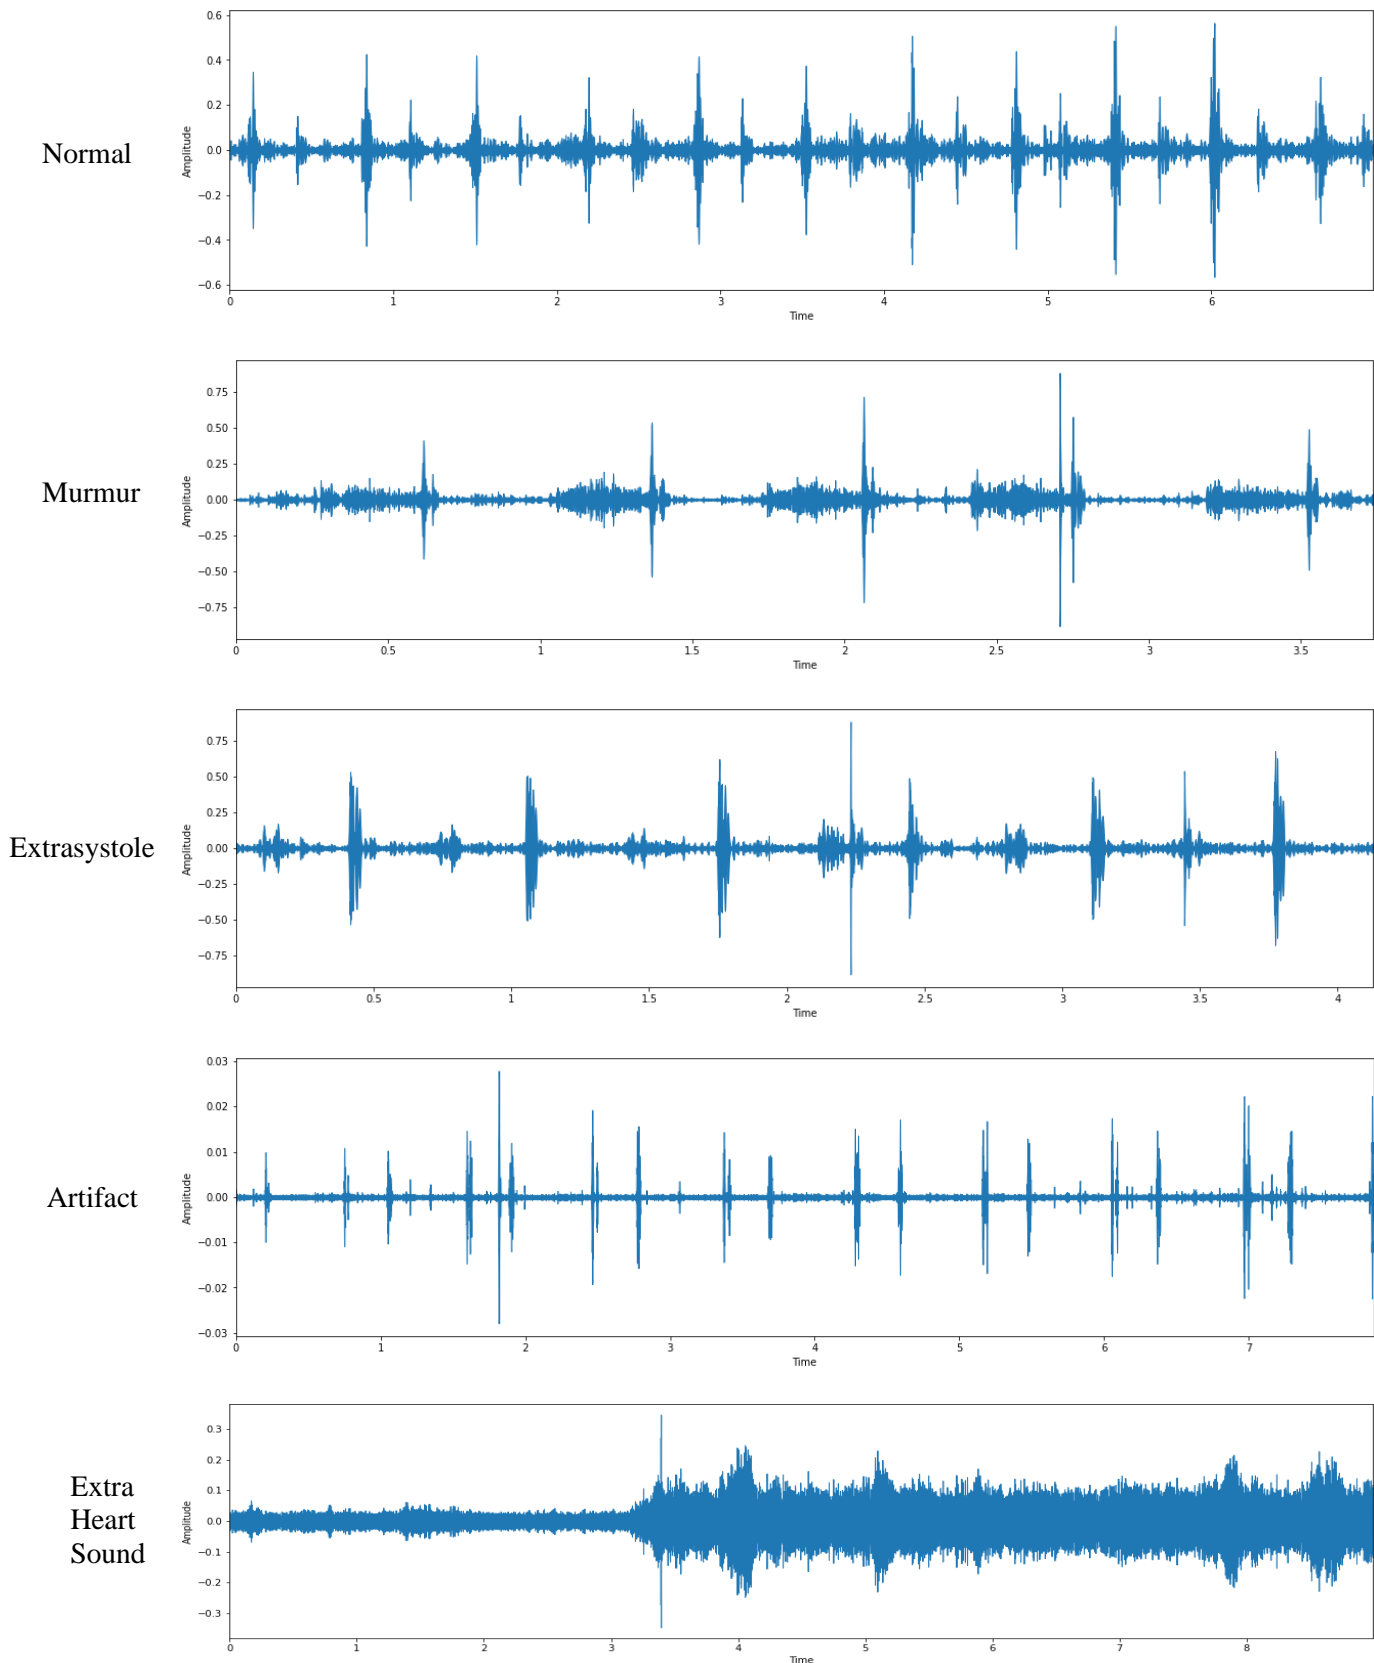 0.6
0.4
0.2
0.0
−0.2
−0.4
−0.6
Amplitude
Normal
0 1 2 3 4 5 6
Time
0.75
0.50
0.25
0.00
−0.25
−0.50
−0.75
Amplitude
Murmur
0 0.5 1 1.5 2 2.5 3 3.5
Time
0.75
0.50
0.25
0.00
−0.25
−0.50
−0.75
Amplitude
Extrasystole
0 0.5 1 1.5 2 2.5 3 3.5 4
Time
0.03
0.02
0.01
0.00
−0.01
−0.02
−0.03
Amplitude
Artifact
0 1 2 3 4 5 6 7
Time
0.3
0.2
0.1
0.0
−0.1
−0.2
−0.3
Amplitude
Extra
Heart
Sound
0 1 2 3 4 5 6 7 8
Time